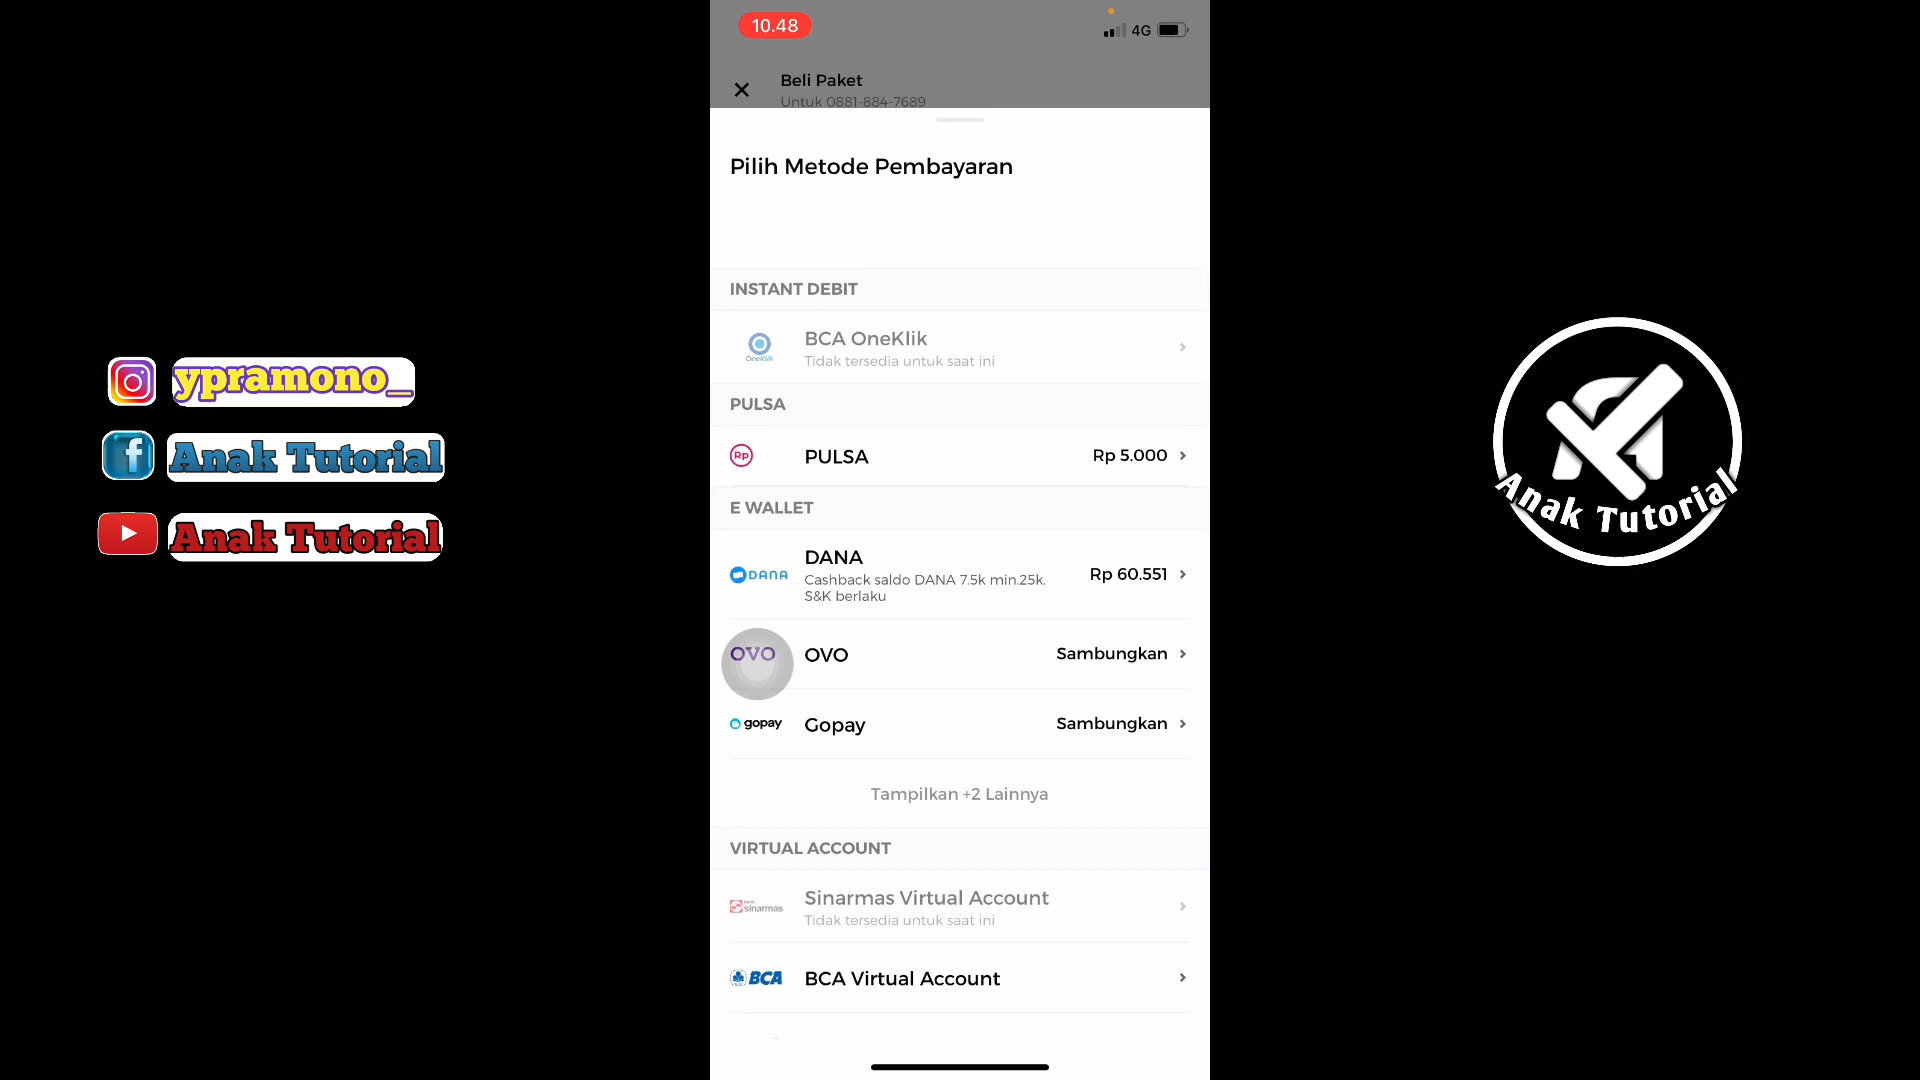 10.48
4G
Beli Paket
Untuk 0881-884-7689
Pilih Metode Pembayaran
INSTANT DEBIT
OneKlik
BCA OneKlik
Tidak tersedia untuk saat ini
PULSA
Rp
PULSA
Rp 5.000
E WALLET
DANA
DANA
Cashback saldo DANA 7.5k min.25k.
S&K berlaku
Rp 60.551
OVO
OVO
Sambungkan
gopay
Gopay
Sambungkan
Tampilkan +2 Lainnya
VIRTUAL ACCOUNT
bank
sinarmas
Sinarmas Virtual Account
Tidak tersedia untuk saat ini
BCA
BCA Virtual Account
ypramono_
Anak Tutorial
Anak Tutorial
Anak Tutorial